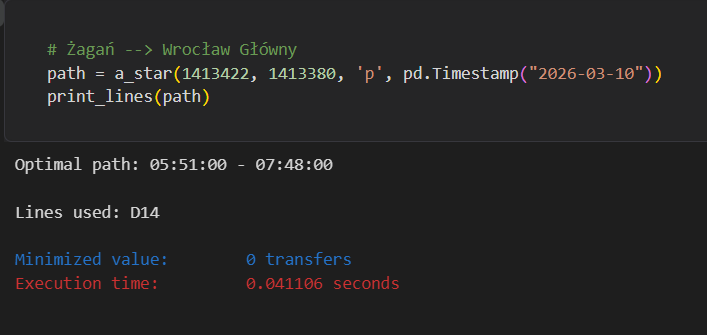 # Żagań --> Wrocław Główny
path = a_star(1413422, 1413380, 'p', pd.Timestamp("2026-03-10"))
print_lines(path)
Optimal path: 05:51:00 - 07:48:00
Lines used: D14
Minimized value: 0 transfers
Execution time: 0.041106 seconds